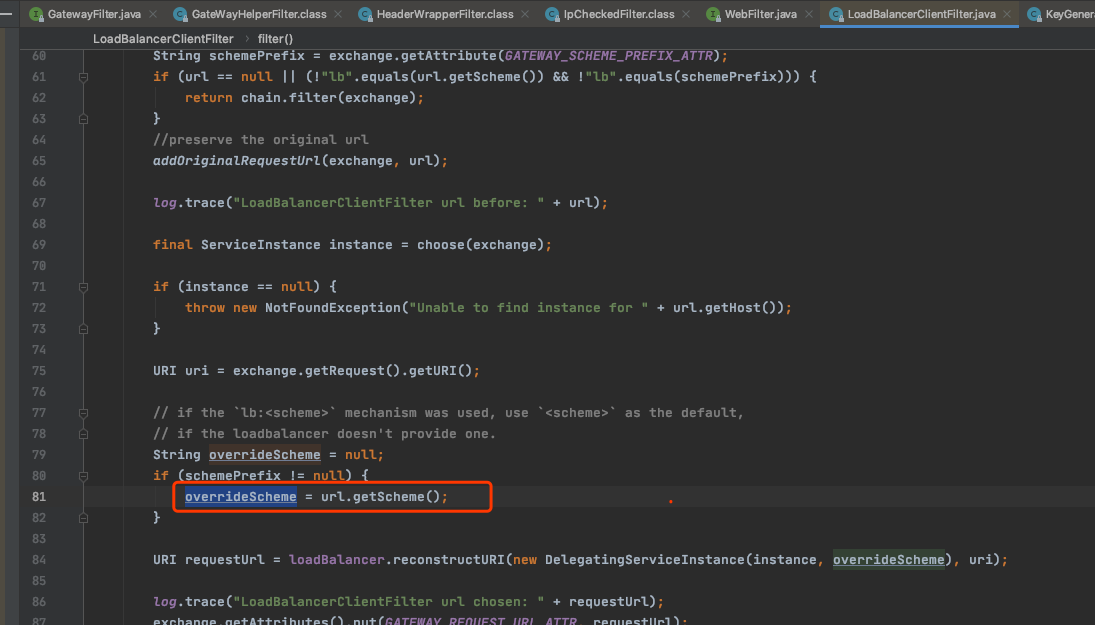 GatewayFilter.java GateWayHelperFilter.class HeaderWrapperFilter.class IpCheckedFilter.class WebFilter.java LoadBalancerClientFilter.java KeyGenera
LoadBalancerClientFilter filter()
60 String schemePrefix = exchange.getAttribute(GATEWAY_SCHEME_PREFIX_ATTR);
61 if (url == null || (!"lb".equals(url.getScheme()) && !"lb".equals(schemePrefix))) {
62 return chain.filter(exchange);
63 }
64 //preserve the original url
65 addOriginalRequestUrl(exchange, url);
66
67 log.trace("LoadBalancerClientFilter url before: " + url);
68
69 final ServiceInstance instance = choose(exchange);
70
71 if (instance == null) {
72 throw new NotFoundException("Unable to find instance for " + url.getHost());
73 }
74
75 URI uri = exchange.getRequest().getURI();
76
77 // if the `lb:<scheme>` mechanism was used, use `<scheme>` as the default,
78 // if the loadbalancer doesn't provide one.
79 String overrideScheme = null;
80 if (schemePrefix != null) {
81 overrideScheme = url.getScheme();
82 }
83
84 URI requestUrl = loadBalancer.reconstructURI(new DelegatingServiceInstance(instance, overrideScheme), uri);
85
86 log.trace("LoadBalancerClientFilter url chosen: " + requestUrl);
87 exchange.getAttributes().put(GATEWAY_REQUEST_URL_ATTR, requestUrl);